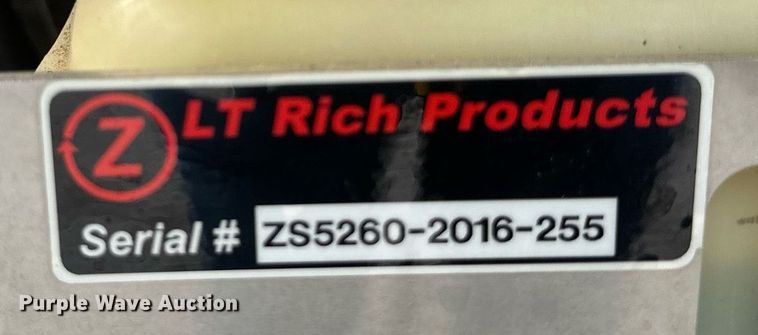 Z LT Rich Products
Serial # ZS5260-2016-255
Purple Wave Auction